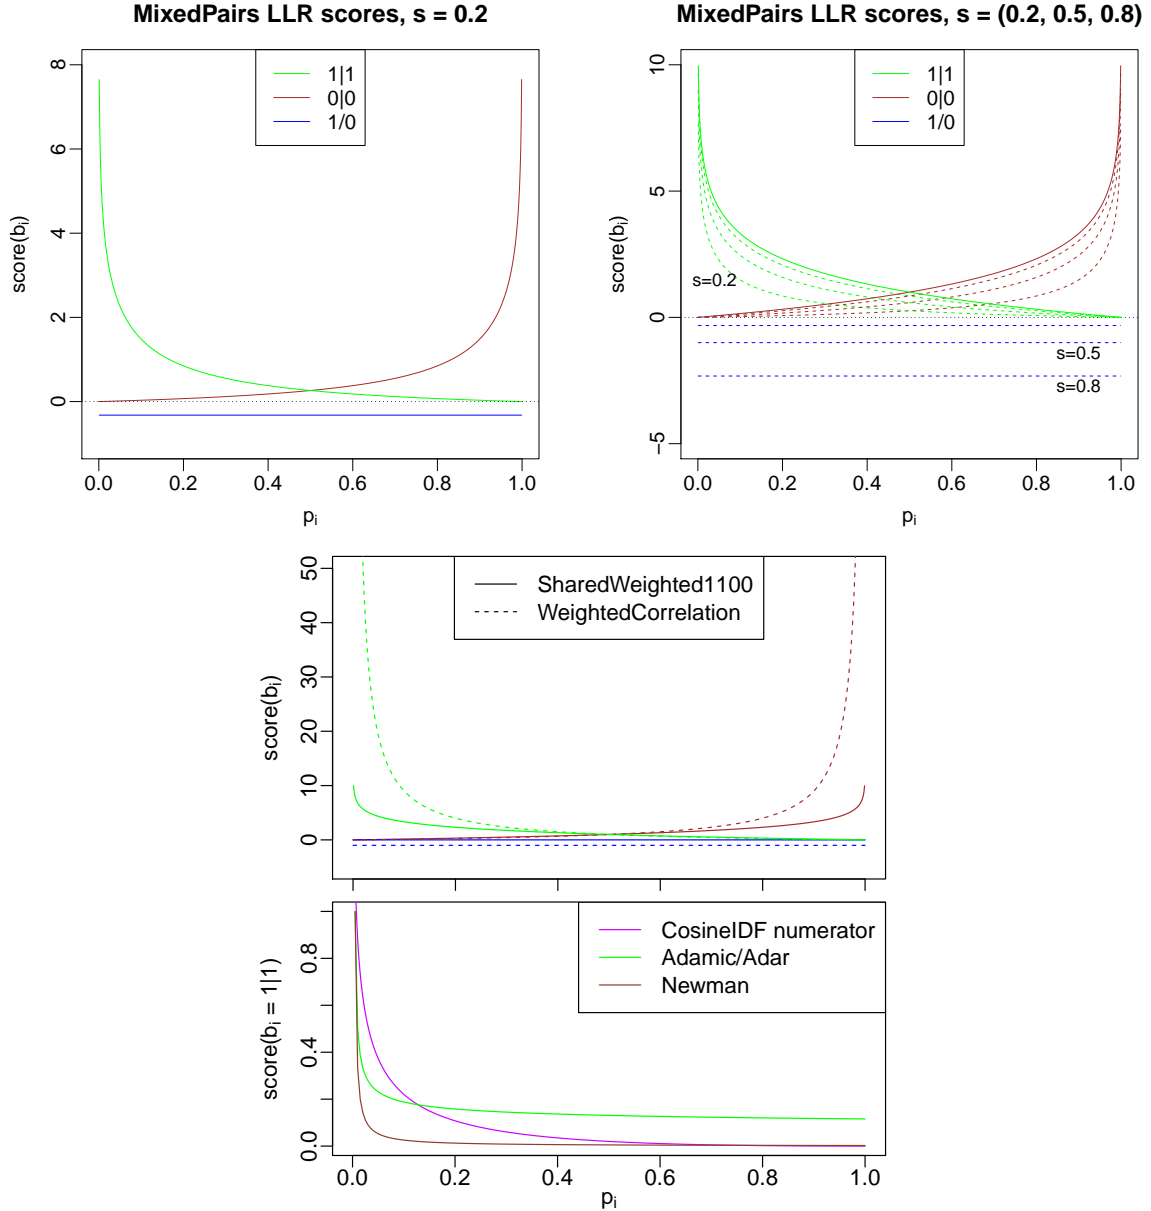 MixedPairs LLR scores, s = 0.2
1|1
0|0
1/0
score(bᵢ)
8
6
4
2
0
0.0 0.2 0.4 0.6 0.8 1.0
pᵢ
MixedPairs LLR scores, s = (0.2, 0.5, 0.8)
1|1
0|0
1/0
score(bᵢ)
10
5
0
−5
s=0.2
s=0.5
s=0.8
0.0 0.2 0.4 0.6 0.8 1.0
pᵢ
SharedWeighted1100
WeightedCorrelation
score(bᵢ)
50
40
30
20
10
0
CosineIDF numerator
Adamic/Adar
Newman
score(bᵢ = 1|1)
0.8
0.4
0.0
0.0 0.2 0.4 0.6 0.8 1.0
pᵢ